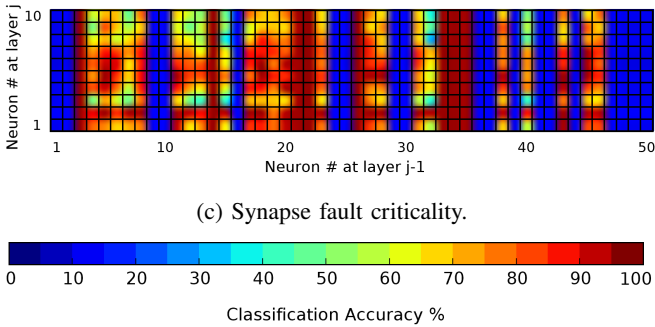 Neuron # at layer j
10
1
1 10 20 30 40 50
Neuron # at layer j-1
(c) Synapse fault criticality.
0 10 20 30 40 50 60 70 80 90 100
Classification Accuracy %